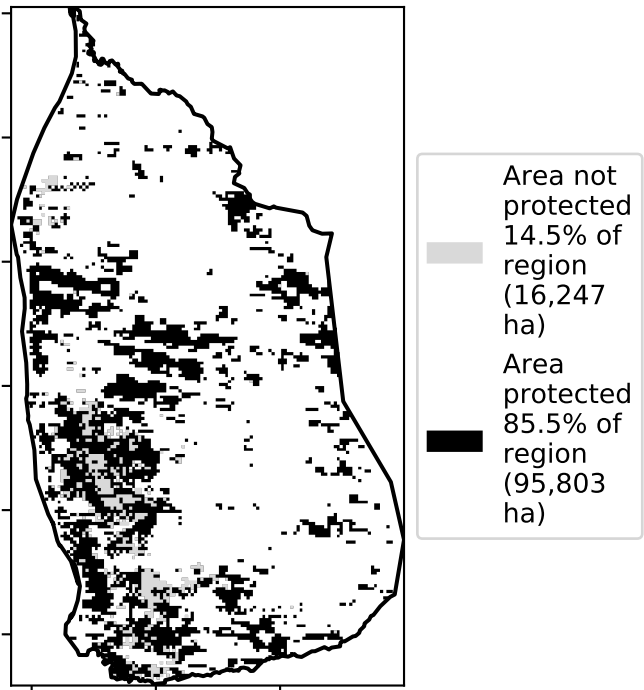 Area not
protected
14.5% of
region
(16,247
ha)
Area
protected
85.5% of
region
(95,803
ha)